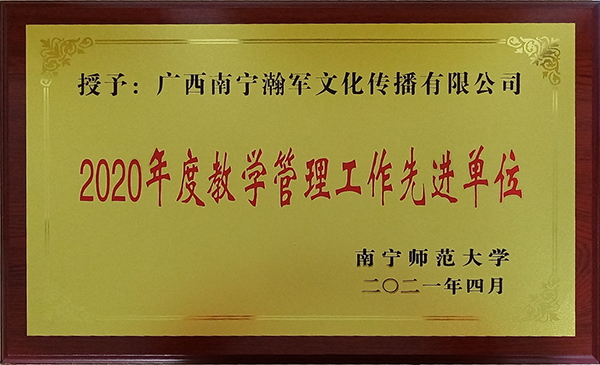 授予：广西南宁瀚军文化传播有限公司
2020年度教学管理工作先进单位
南宁师范大学
二〇二一年四月